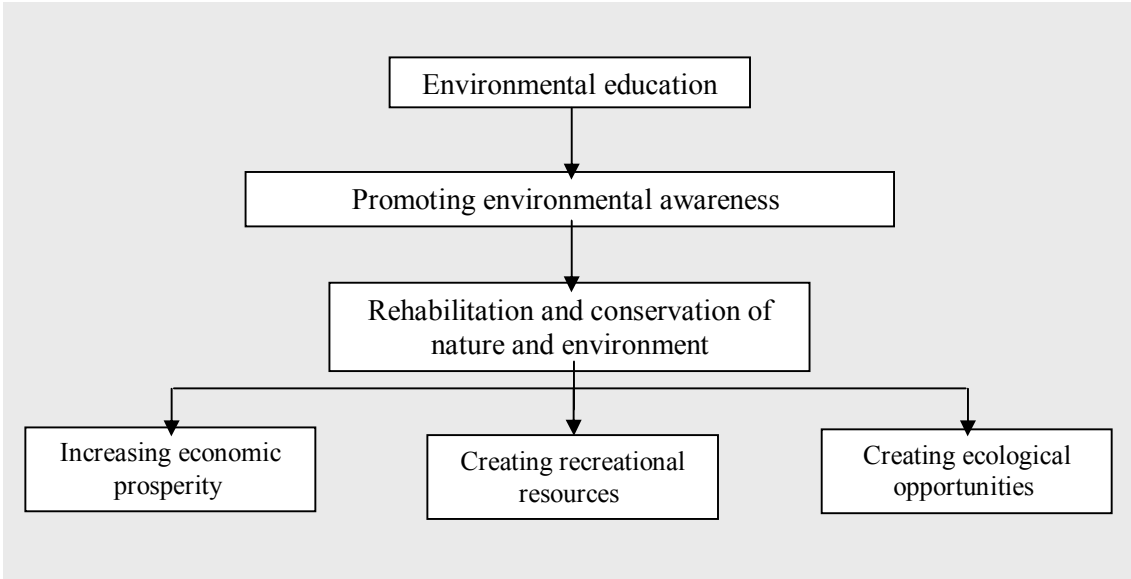 Environmental education
Promoting environmental awareness
Rehabilitation and conservation of
nature and environment
Increasing economic
prosperity
Creating recreational
resources
Creating ecological
opportunities